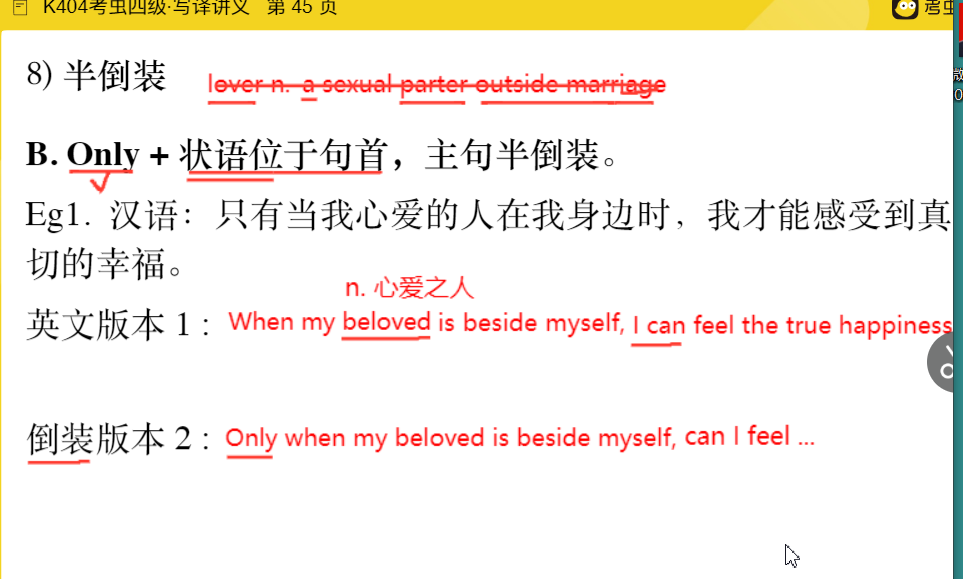 K404考虫四级·写译讲义 第 45 页
考虫
8) 半倒装
lover n. a sexual parter outside marriage
B. Only + 状语位于句首，主句半倒装。
Eg1. 汉语：只有当我心爱的人在我身边时，我才能感受到真
切的幸福。
n. 心爱之人
英文版本 1：When my beloved is beside myself, I can feel the true happiness
倒装版本 2：Only when my beloved is beside myself, can I feel ...